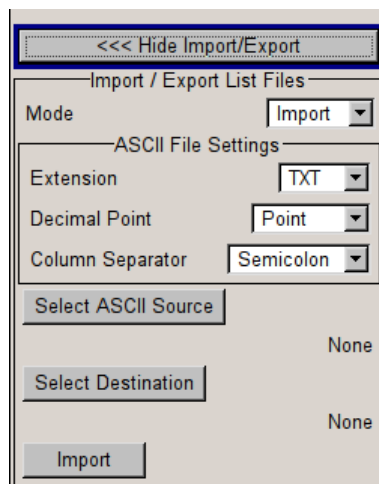 <<< Hide Import/Export
Import / Export List Files
Mode Import
ASCII File Settings
Extension TXT
Decimal Point Point
Column Separator Semicolon
Select ASCII Source
None
Select Destination
None
Import